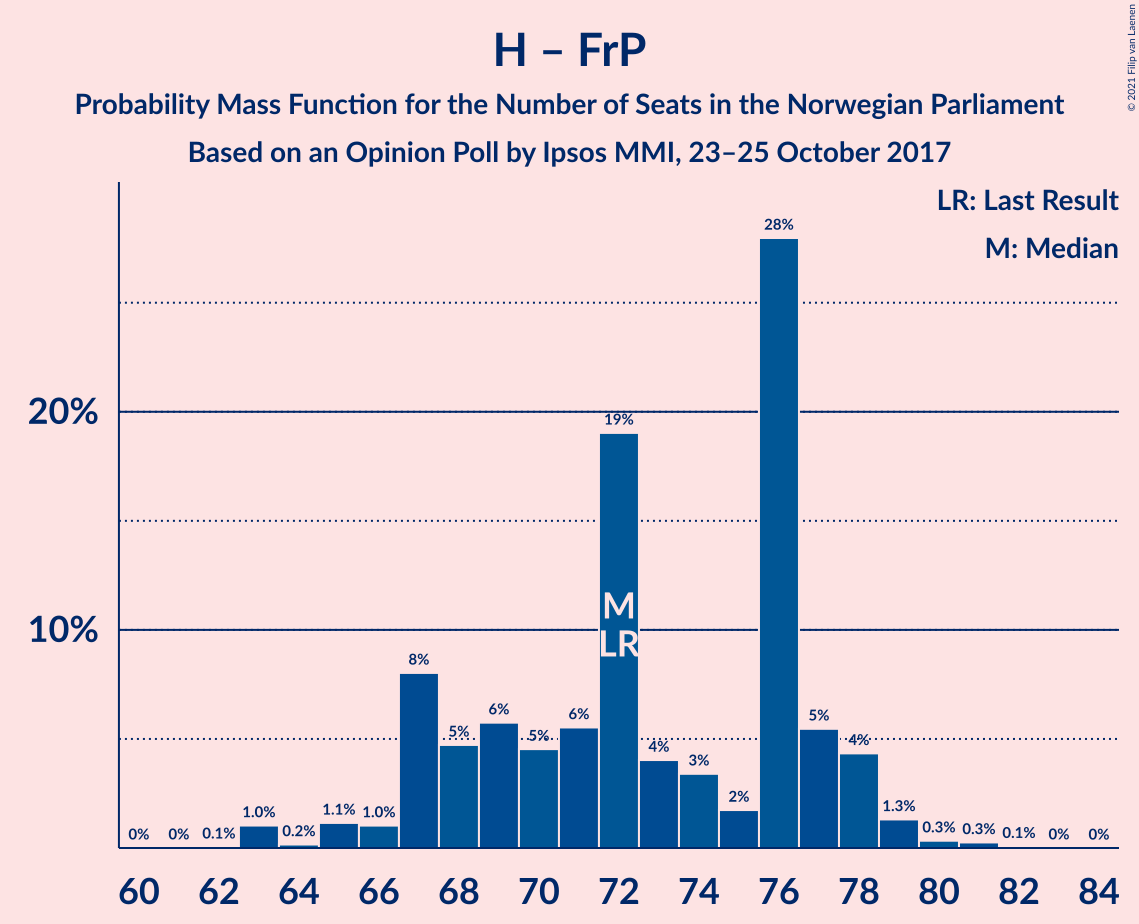 H – FrP
Probability Mass Function for the Number of Seats in the Norwegian Parliament
Based on an Opinion Poll by Ipsos MMI, 23–25 October 2017
© 2021 Filip van Laenen
LR: Last Result
M: Median
20%
10%
0% 0% 0.1% 1.0% 0.2% 1.1% 1.0% 8% 5% 6% 5% 6% 19% 4% 3% 2% 28% 5% 4% 1.3% 0.3% 0.3% 0.1% 0% 0%
M
LR
60 62 64 66 68 70 72 74 76 78 80 82 84